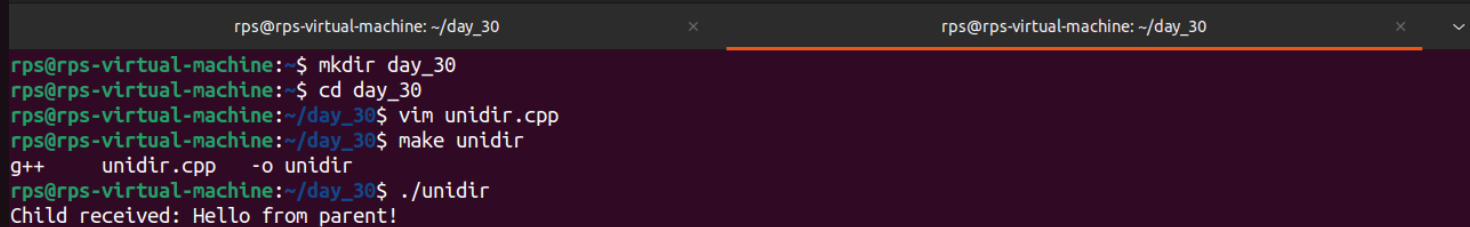 rps@rps-virtual-machine: ~/day_30
rps@rps-virtual-machine: ~/day_30
rps@rps-virtual-machine:~$ mkdir day_30
rps@rps-virtual-machine:~$ cd day_30
rps@rps-virtual-machine:~/day_30$ vim unidir.cpp
rps@rps-virtual-machine:~/day_30$ make unidir
g++     unidir.cpp   -o unidir
rps@rps-virtual-machine:~/day_30$ ./unidir
Child received: Hello from parent!